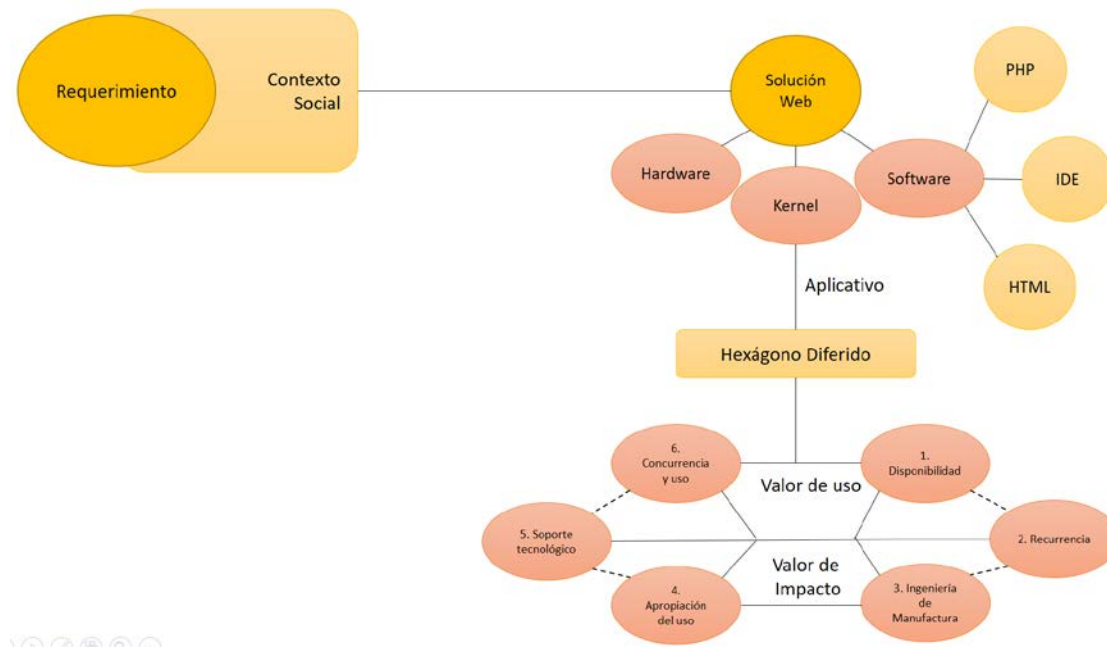 Requerimiento
Contexto
Social
Solución
Web
PHP
Hardware
Kernel
Software
IDE
HTML
Aplicativo
Hexágono Diferido
6.
Concurrencia
y uso
1.
Disponibilidad
Valor de uso
5. Soporte
tecnológico
2. Recurrencia
Valor de
Impacto
4.
Apropiación
del uso
3. Ingeniería
de
Manufactura